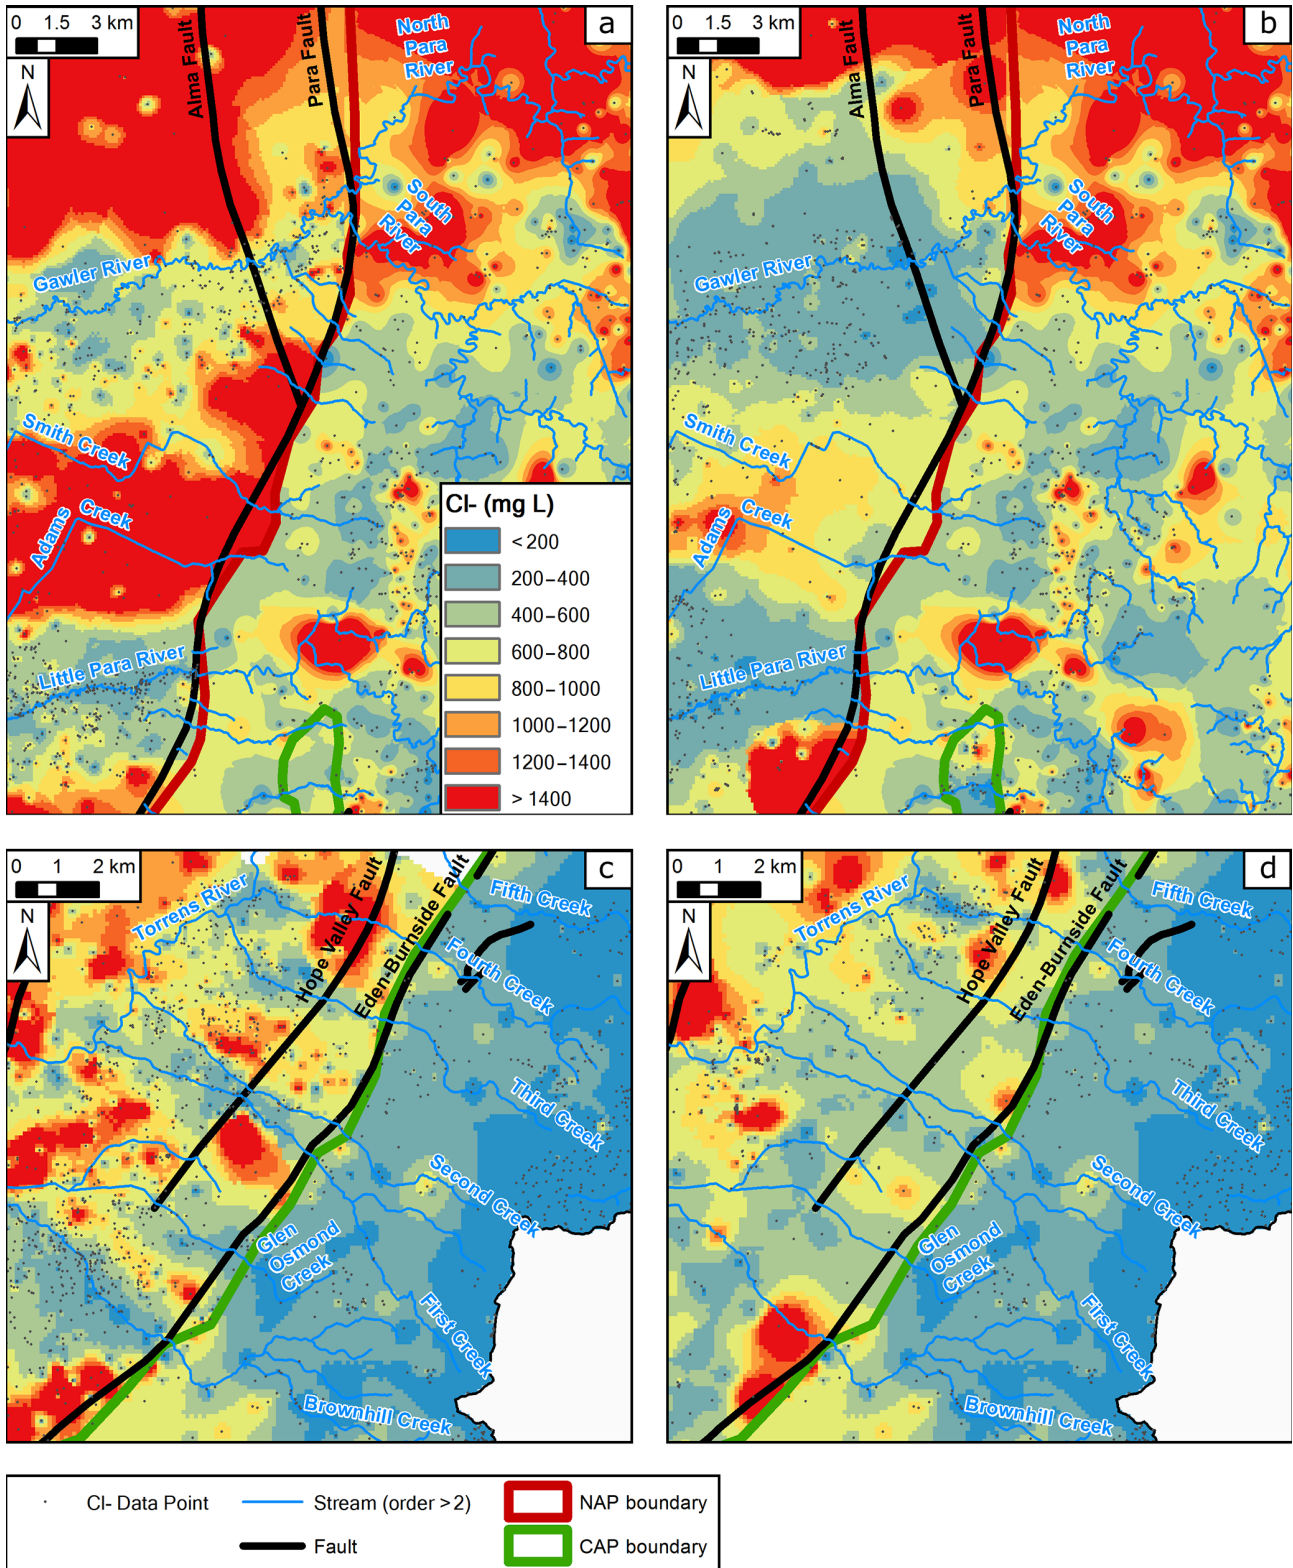 0 1.5 3 km
a
N
Alma Fault
Para Fault
North
Para
River
South
Para
River
Gawler River
Smith Creek
Adams Creek
Little Para River
Cl- (mg L)
< 200
200–400
400–600
600–800
800–1000
1000–1200
1200–1400
> 1400
0 1.5 3 km
b
N
Alma Fault
Para Fault
North
Para
River
South
Para
River
Gawler River
Smith Creek
Adams Creek
Little Para River
0 1 2 km
c
N
Torrens River
Hope Valley Fault
Eden-Burnside Fault
Fifth Creek
Fourth Creek
Third Creek
Second Creek
Glen
Osmond
Creek
First Creek
Brownhill Creek
0 1 2 km
d
N
Torrens River
Hope Valley Fault
Eden-Burnside Fault
Fifth Creek
Fourth Creek
Third Creek
Second Creek
Glen
Osmond
Creek
First Creek
Brownhill Creek
Cl- Data Point
Stream (order >2)
NAP boundary
Fault
CAP boundary